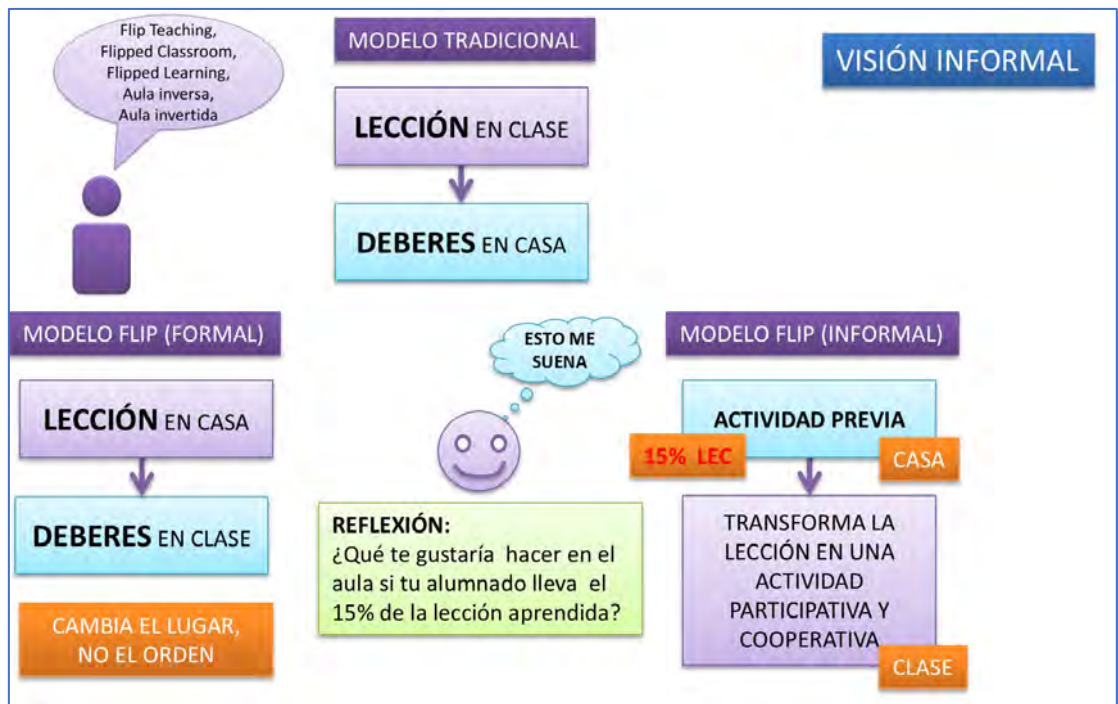 Flip Teaching,
Flipped Classroom,
Flipped Learning,
Aula inversa,
Aula invertida
MODELO TRADICIONAL
LECCIÓN EN CLASE
DEBERES EN CASA
VISIÓN INFORMAL
MODELO FLIP (FORMAL)
LECCIÓN EN CASA
DEBERES EN CLASE
CAMBIA EL LUGAR,
NO EL ORDEN
ESTO ME
SUENA
REFLEXIÓN:
¿Qué te gustaría hacer en el
aula si tu alumnado lleva el
15% de la lección aprendida?
MODELO FLIP (INFORMAL)
ACTIVIDAD PREVIA
15% LEC
CASA
TRANSFORMA LA
LECCIÓN EN UNA
ACTIVIDAD
PARTICIPATIVA Y
COOPERATIVA
CLASE